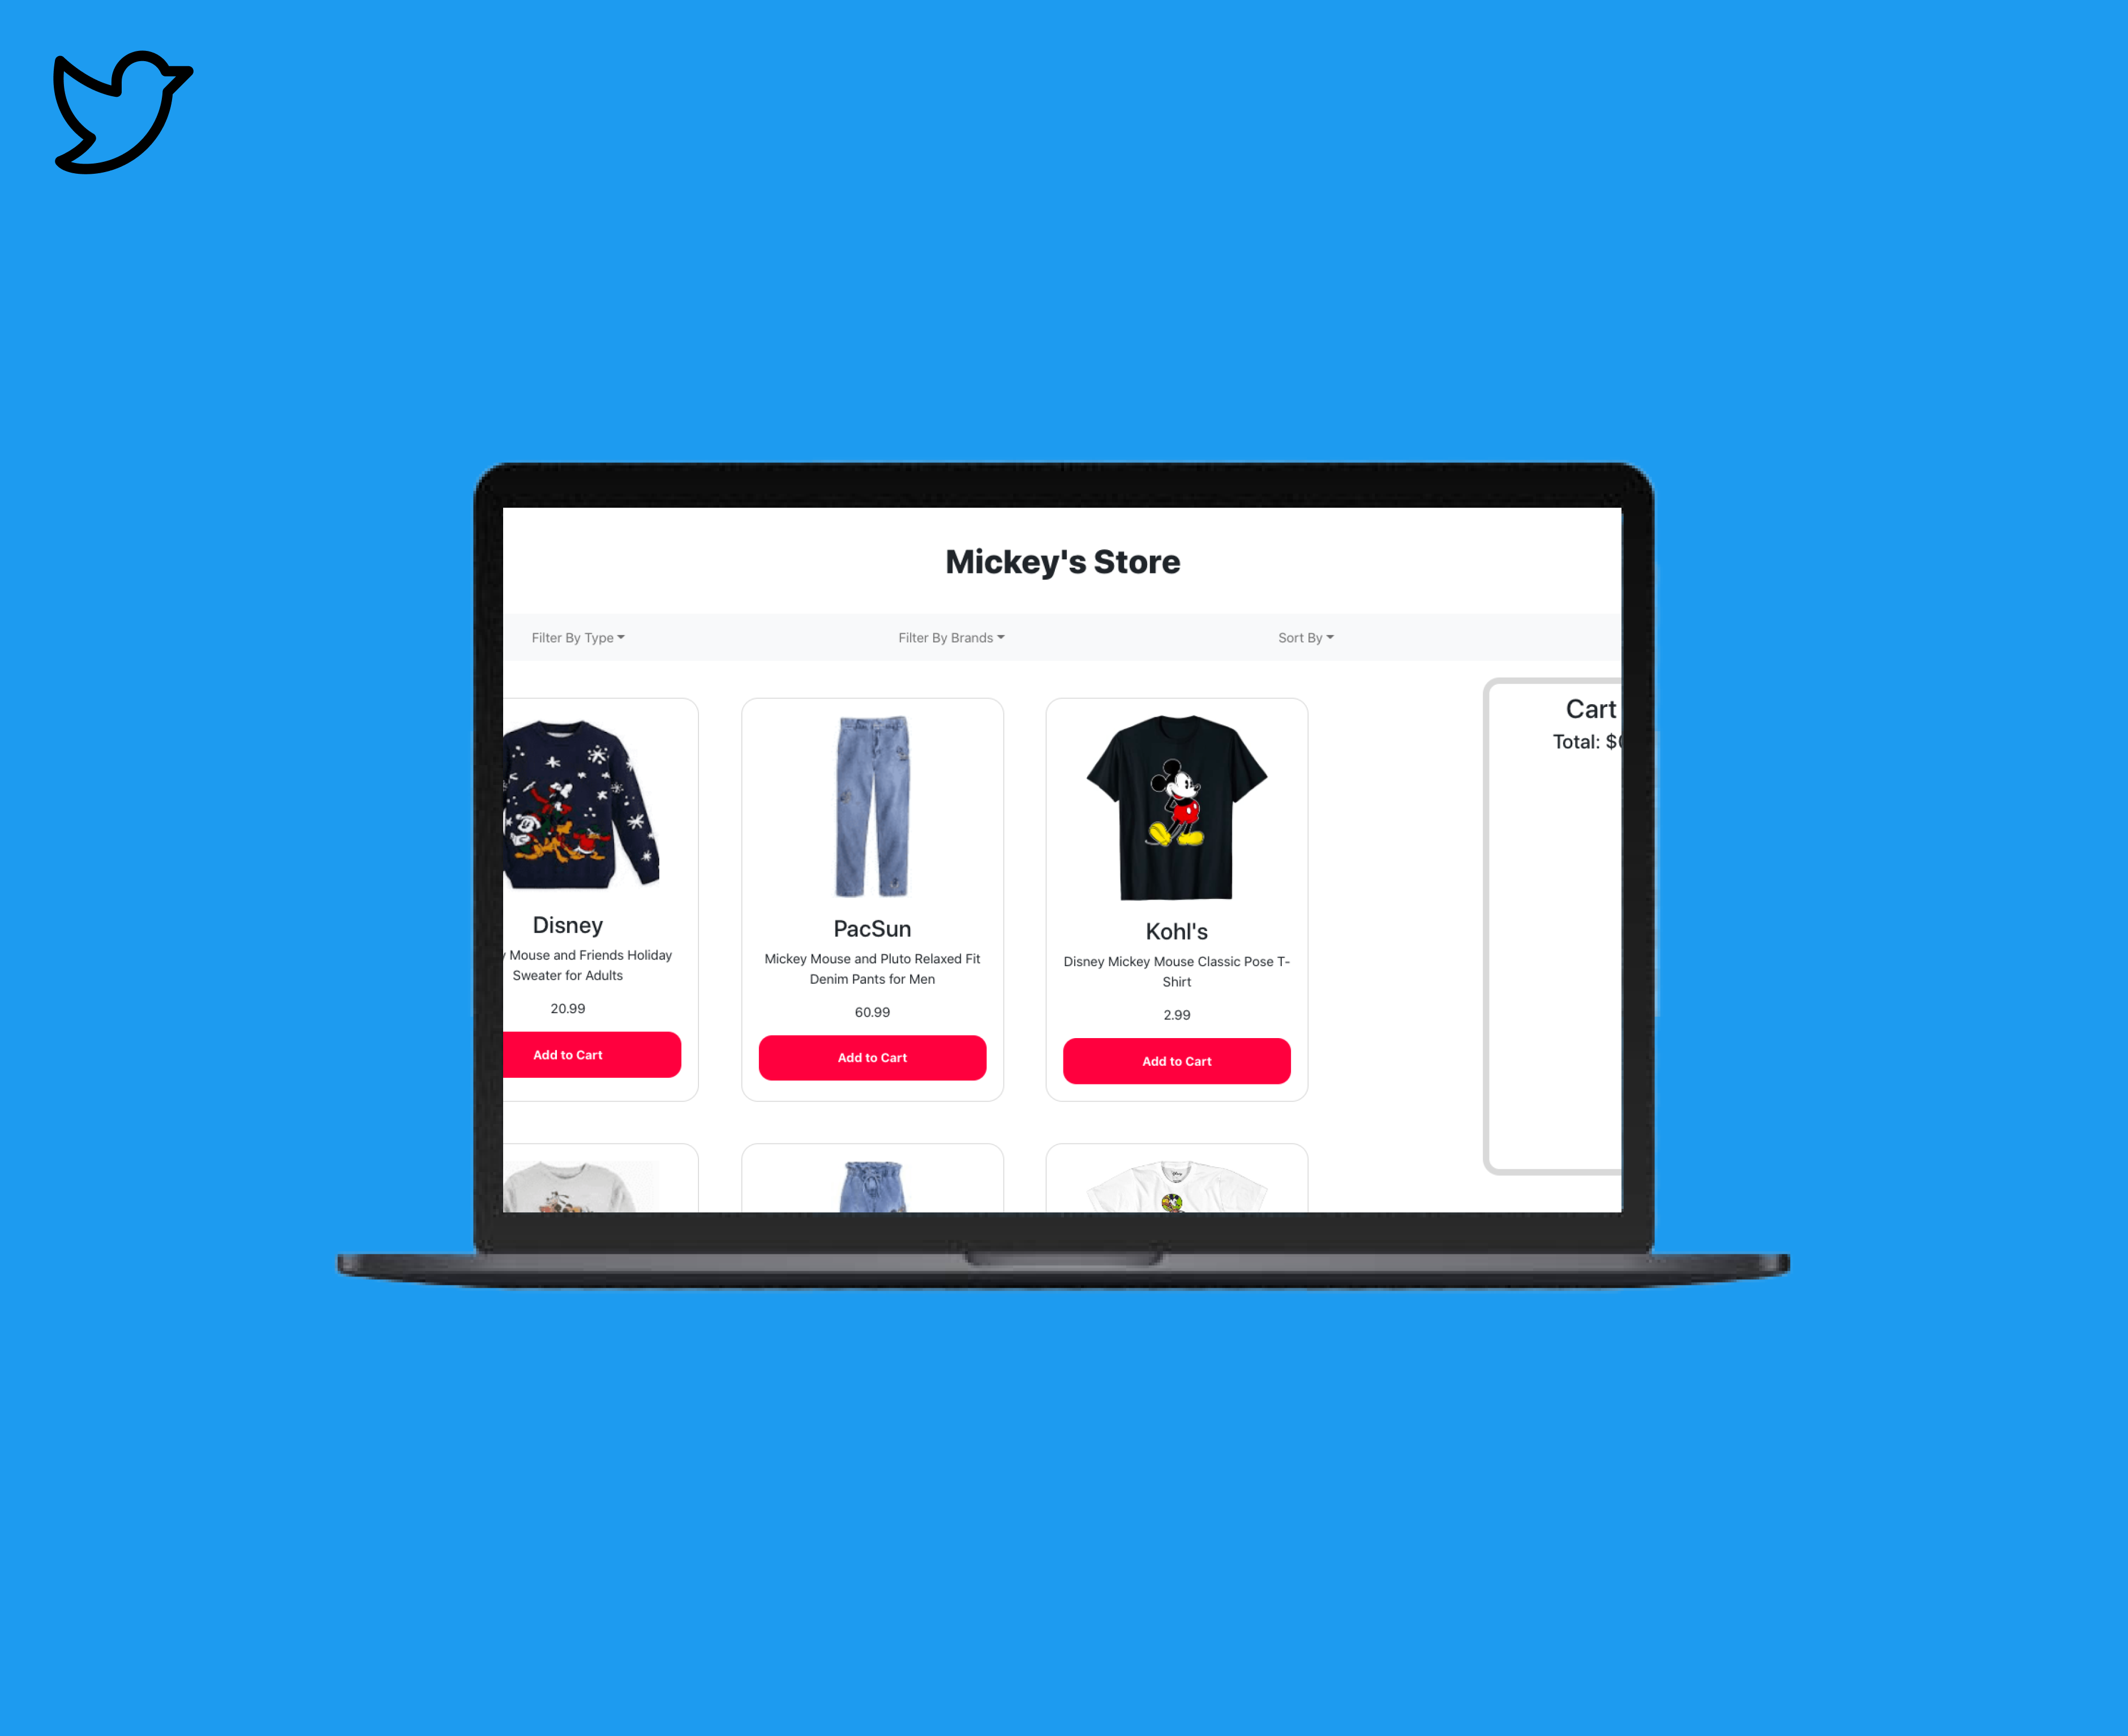 Mickey's Store
Filter By Type
Filter By Brands
Sort By
Cart
Total: $
Disney
Mouse and Friends Holiday
Sweater for Adults
20.99
Add to Cart
PacSun
Mickey Mouse and Pluto Relaxed Fit
Denim Pants for Men
60.99
Add to Cart
Kohl's
Disney Mickey Mouse Classic Pose T-
Shirt
2.99
Add to Cart